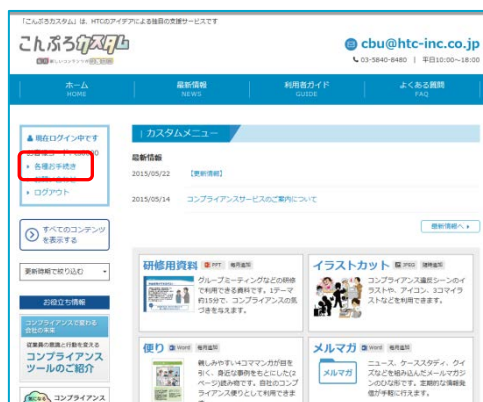 「こんぷろカスタム」は、HTCのアイデアによる独自の支援サービスです
こんぷろカスタム
cbu@htc-inc.co.jp
03-5840-8480 | 平日10:00~18:00
ホーム
HOME
最新情報
NEWS
利用者ガイド
GUIDE
よくある質問
FAQ
現在ログイン中です
各種お手続き
ログアウト
すべてのコンテンツ
を表示する
更新時期で絞り込む
お役立ち情報
コンプライアンスで変わる
会社の未来
従業員の意識と行動を変える
コンプライアンス
ツールのご紹介
コンプライアンス
カスタムメニュー
最新情報
2015/05/22 【更新情報】
2015/05/14 コンプライアンスサービスのご案内について
最新情報へ
研修用資料 PPT 毎月追加
グループミーティングなどの研修
で利用できる資料です。1テーマ
約15分で、コンプライアンスの気
づきを与えます。
イラストカット JPEG 随時追加
コンプライアンス違反シーンのイ
ラストや、アイコン、3コマイラ
ストなどを利用できます。
便り Word 毎月追加
親しみやすい4コママンガが目を
引く、身近な事例をもとにした(2
ページ)読み物です。自社のコンプ
ライアンス便りとして利用できま
メルマガ Word 毎月追加
メルマガ
ニュース、ケーススタディ、クイ
ズなどを組み込んだメールマガジ
ンのひな形です。定期的な情報発
信が手軽に行えます。